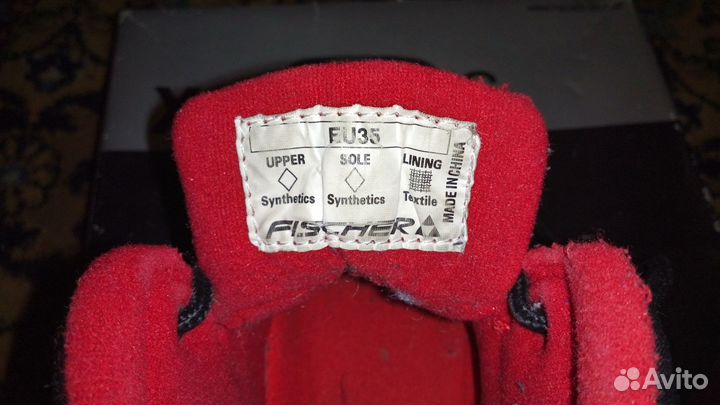 EU35
UPPER SOLE LINING
Synthetics Synthetics Textile
FISCHER
MADE IN CHINA
Avito